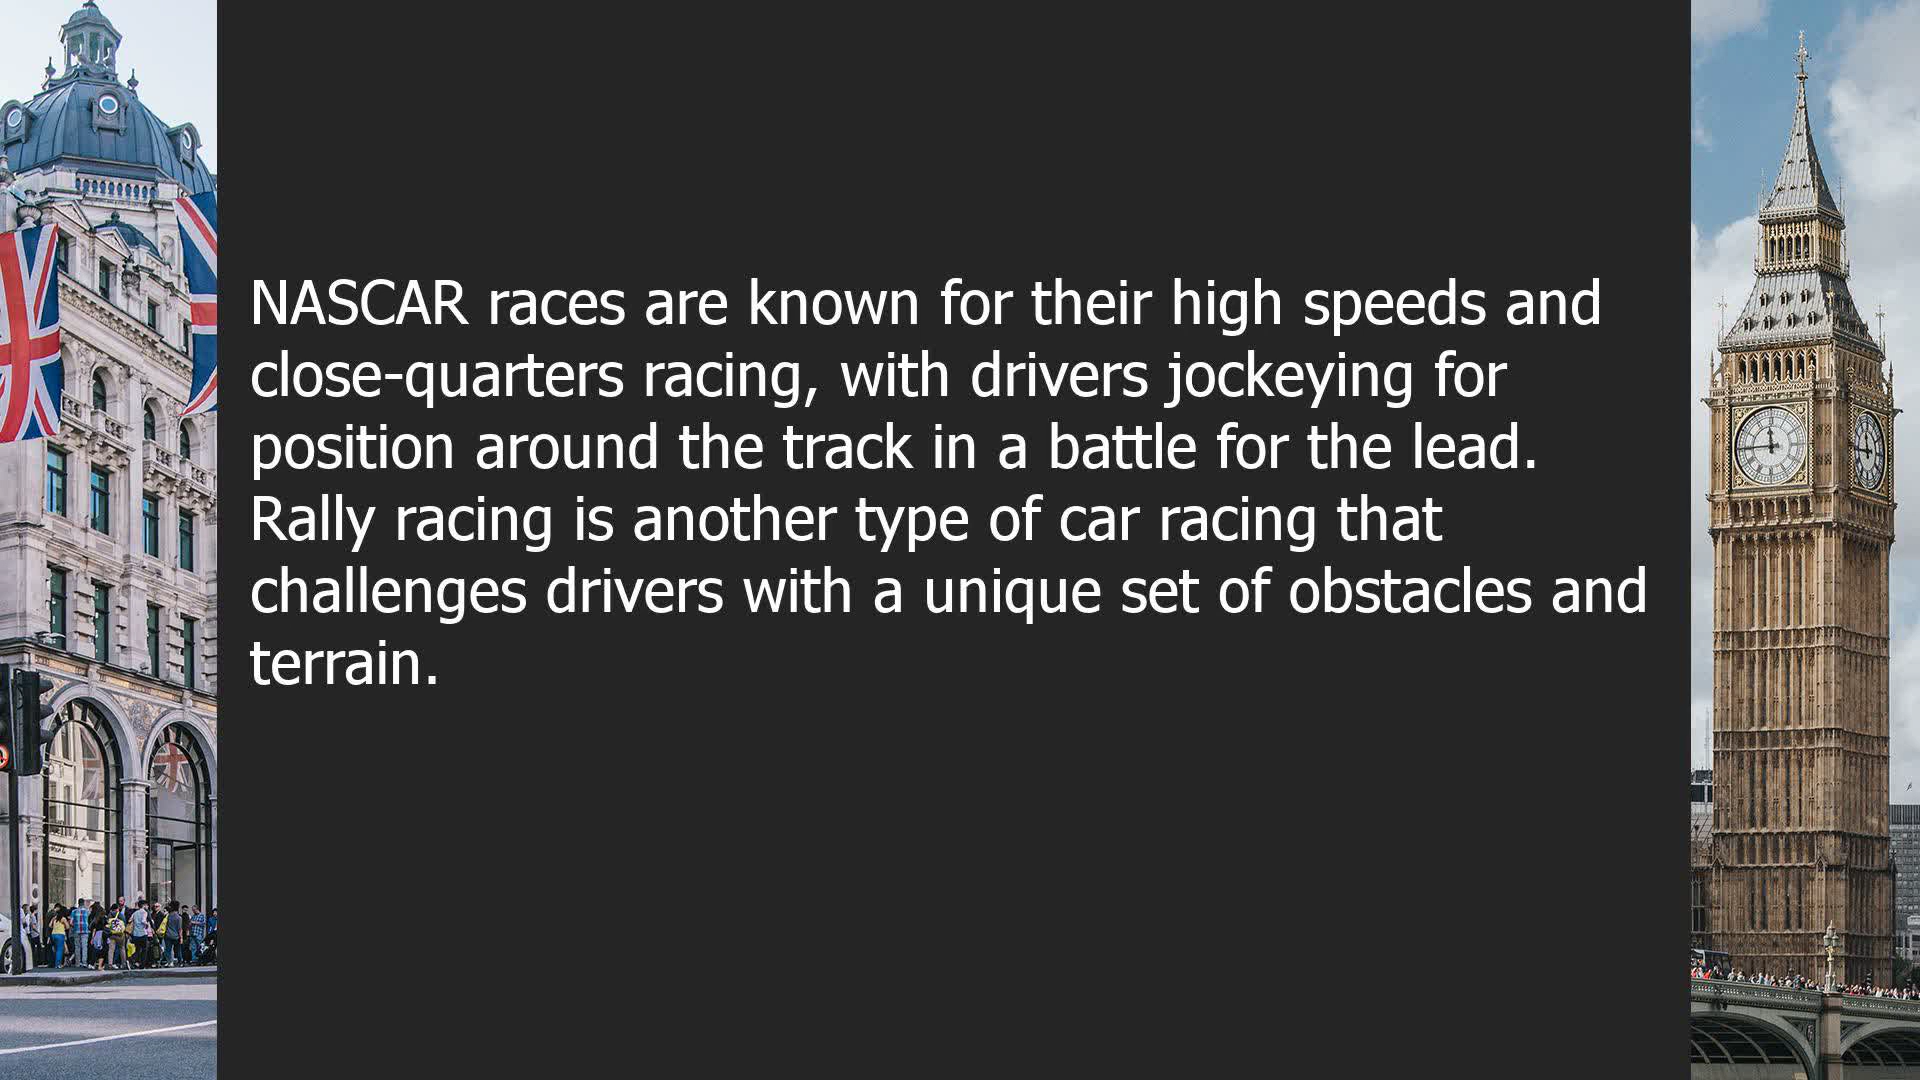 NASCAR races are known for their high speeds and
close-quarters racing, with drivers jockeying for
position around the track in a battle for the lead.
Rally racing is another type of car racing that
challenges drivers with a unique set of obstacles and
terrain.